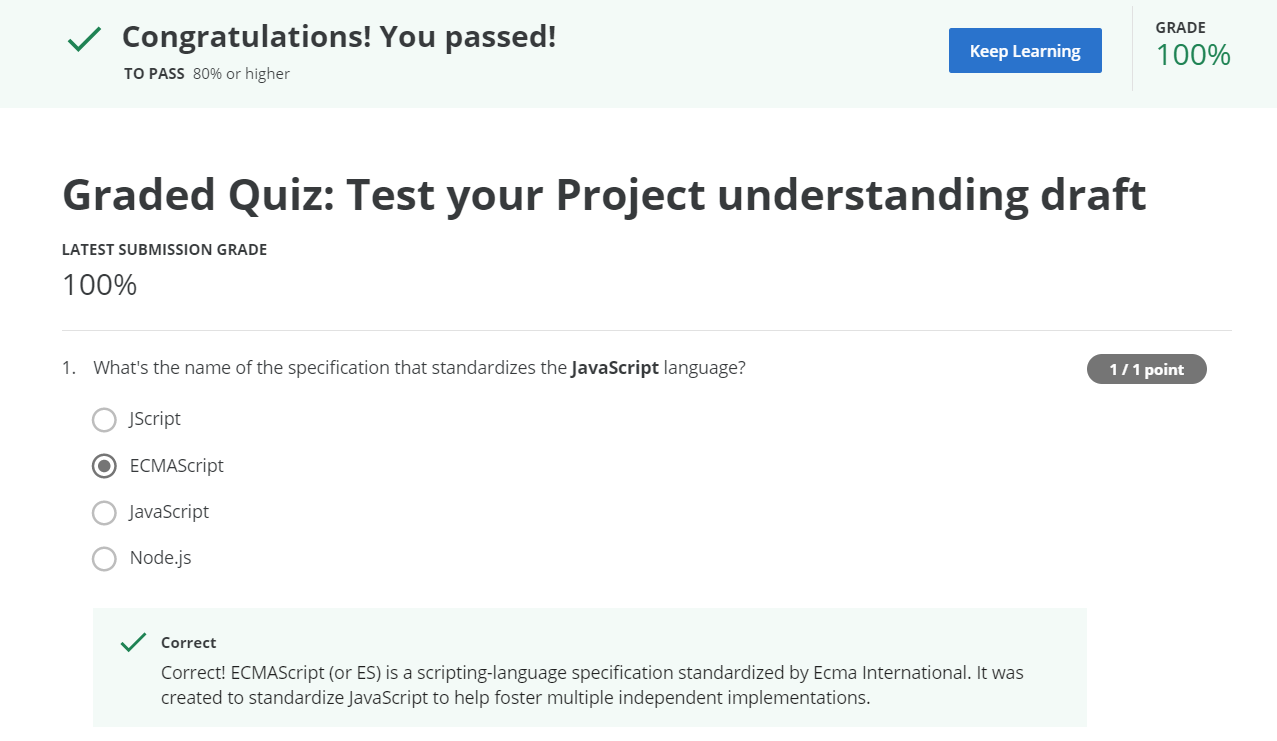 Congratulations! You passed!
TO PASS 80% or higher
Keep Learning
GRADE
100%
Graded Quiz: Test your Project understanding draft
LATEST SUBMISSION GRADE
100%
1. What's the name of the specification that standardizes the JavaScript language?
1 / 1 point
JScript
ECMAScript
JavaScript
Node.js
Correct
Correct! ECMAScript (or ES) is a scripting-language specification standardized by Ecma International. It was
created to standardize JavaScript to help foster multiple independent implementations.